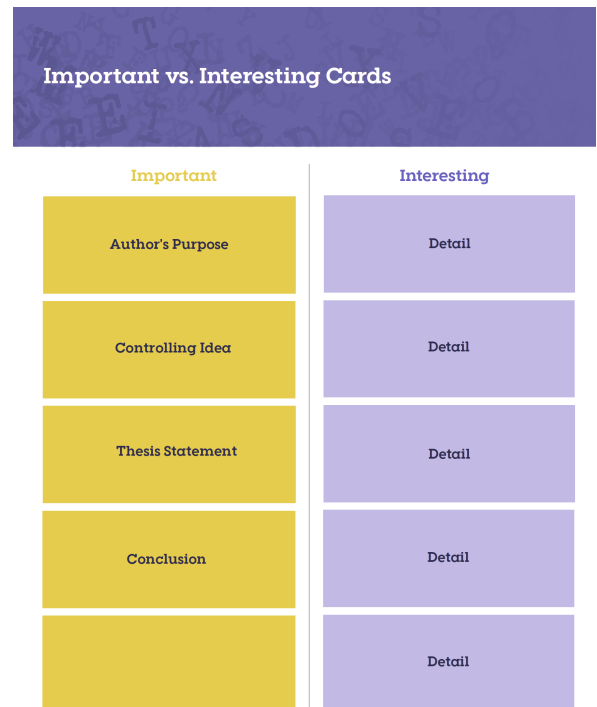 Important vs. Interesting Cards
Important
Interesting
Author's Purpose
Detail
Controlling Idea
Detail
Thesis Statement
Detail
Conclusion
Detail
Detail